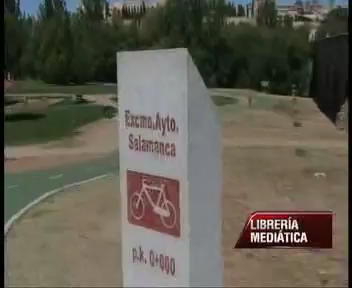 Excmo.Ayto.
Salamanca
p.k. 0+000
LIBRERÍA
MEDIÁTICA